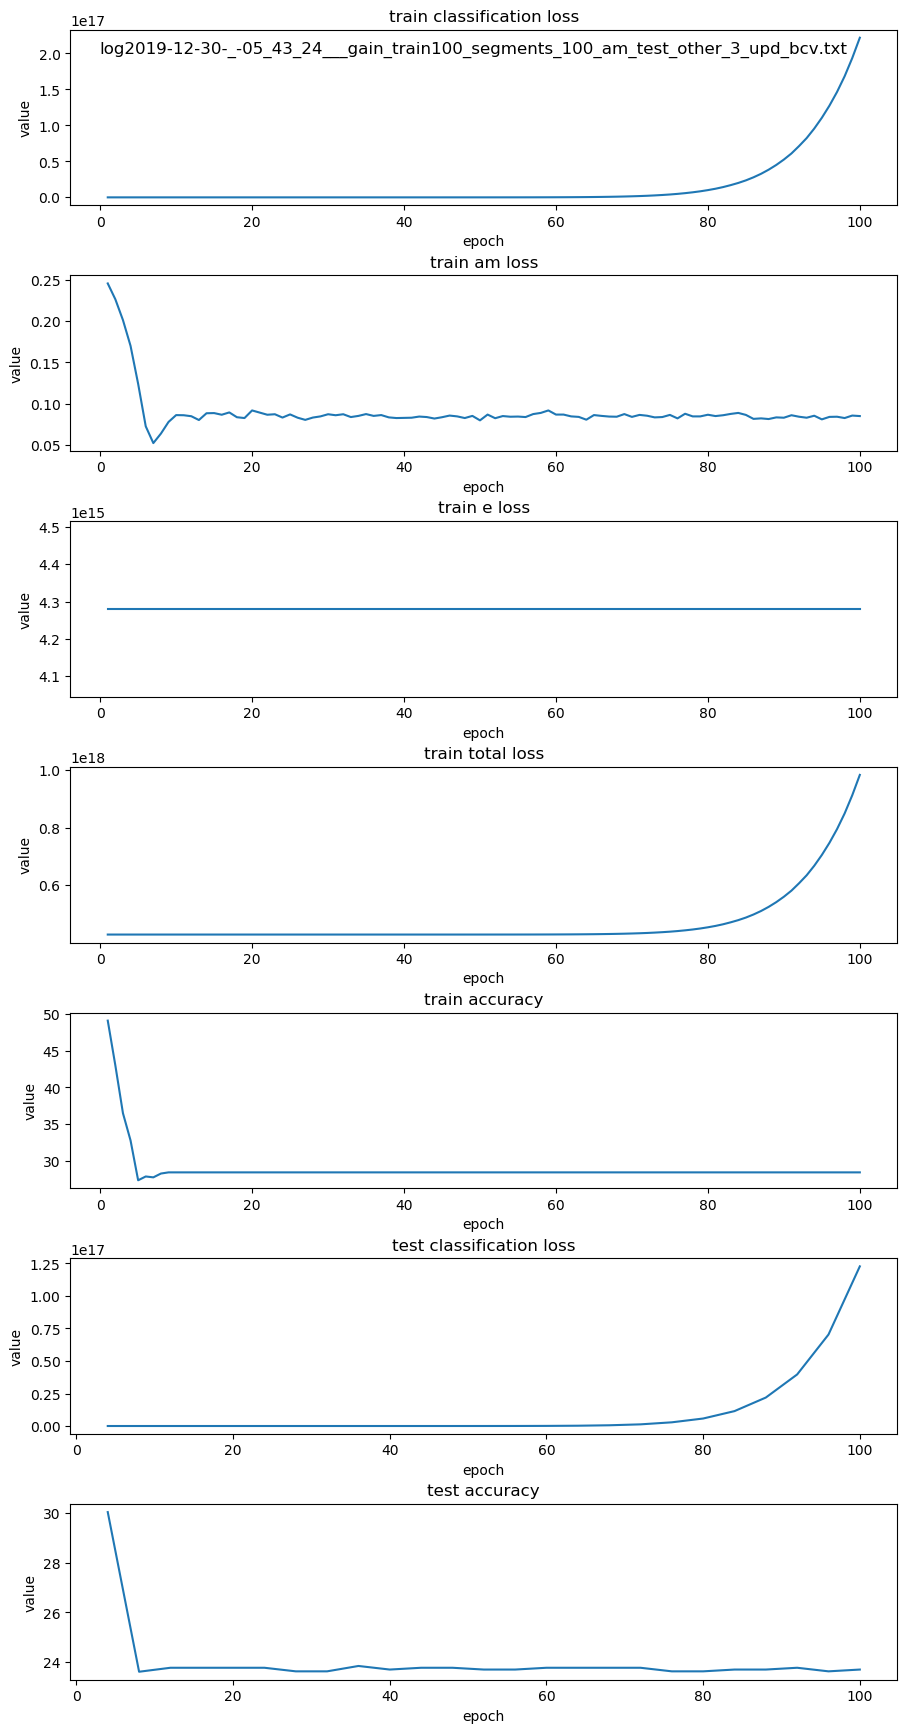 train classification loss
1e17
log2019-12-30-_-05_43_24___gain_train100_segments_100_am_test_other_3_upd_bcv.txt
2.0
1.5
1.0
0.5
0.0
value
0 20 40 60 80 100
epoch
train am loss
0.25
0.20
0.15
0.10
0.05
value
0 20 40 60 80 100
epoch
train e loss
1e15
4.5
4.4
4.3
4.2
4.1
value
0 20 40 60 80 100
epoch
train total loss
1e18
1.0
0.8
0.6
value
0 20 40 60 80 100
epoch
train accuracy
50
45
40
35
30
value
0 20 40 60 80 100
epoch
test classification loss
1e17
1.25
1.00
0.75
0.50
0.25
0.00
value
0 20 40 60 80 100
epoch
test accuracy
30
28
26
24
value
0 20 40 60 80 100
epoch